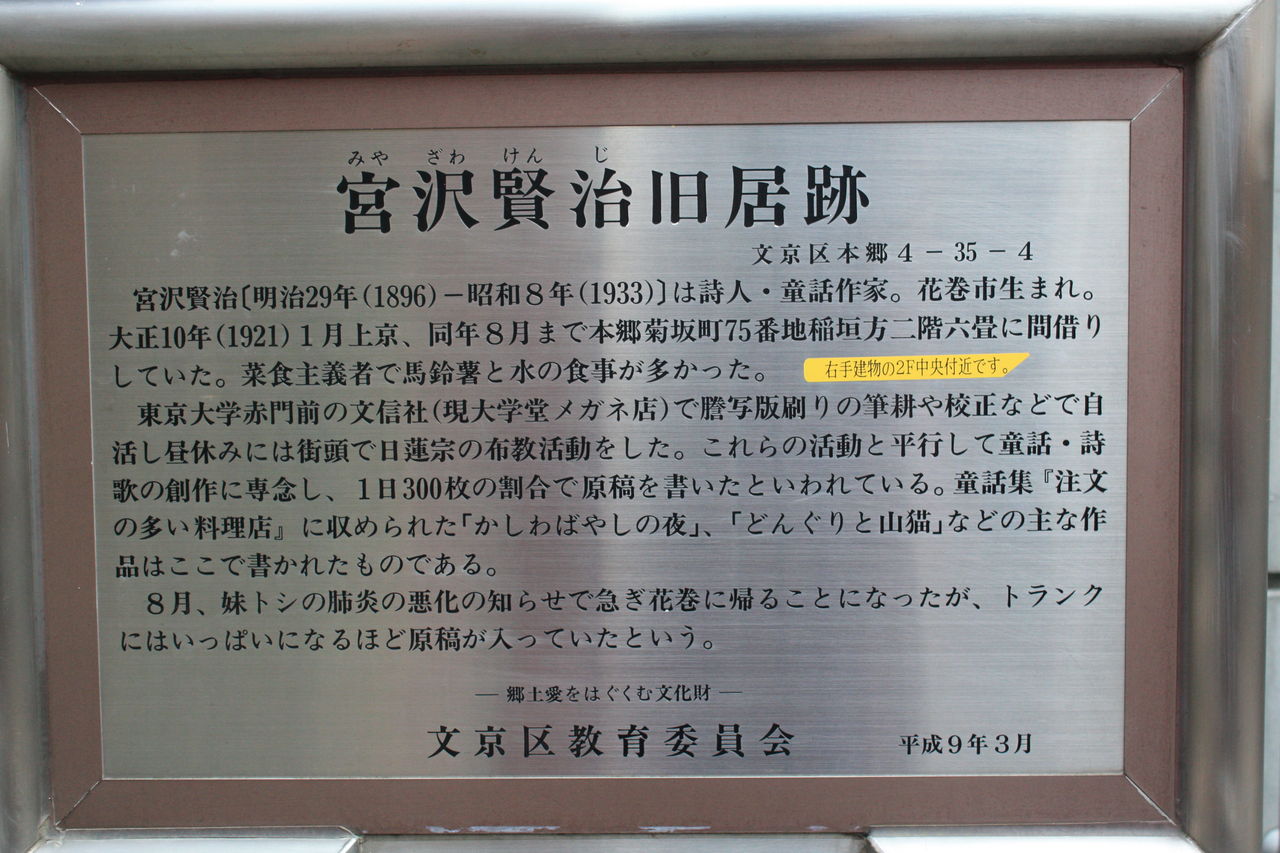 みや ざわ けん じ
宮沢賢治旧居跡
文京区本郷4－35－4
宮沢賢治〔明治29年(1896)－昭和8年(1933)〕は詩人・童話作家。花巻市生まれ。
大正10年(1921)1月上京、同年8月まで本郷菊坂町75番地稲垣方二階六畳に間借り
していた。菜食主義者で馬鈴薯と水の食事が多かった。 右手建物の2F中央付近です。
東京大学赤門前の文信社(現大学堂メガネ店)で謄写版刷りの筆耕や校正などで自
活し昼休みには街頭で日蓮宗の布教活動をした。これらの活動と平行して童話・詩
歌の創作に専念し、1日300枚の割合で原稿を書いたといわれている。童話集『注文
の多い料理店』に収められた「かしわばやしの夜」、「どんぐりと山猫」などの主な作
品はここで書かれたものである。
8月、妹トシの肺炎の悪化の知らせで急ぎ花巻に帰ることになったが、トランク
にはいっぱいになるほど原稿が入っていたという。
― 郷土愛をはぐくむ文化財 ―
文京区教育委員会 平成9年3月